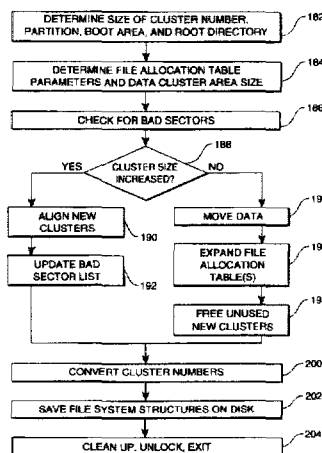 DETERMINE SIZE OF CLUSTER NUMBER,
PARTITION, BOOT AREA, AND ROOT DIRECTORY
182
DETERMINE FILE ALLOCATION TABLE
PARAMETERS AND DATA CLUSTER AREA SIZE
184
CHECK FOR BAD SECTORS
186
188
YES
CLUSTER SIZE
INCREASED?
NO
ALIGN NEW
CLUSTERS
190
MOVE DATA
19
UPDATE BAD
SECTOR LIST
192
EXPAND FILE
ALLOCATION
TABLE(S)
19
FREE UNUSED
NEW CLUSTERS
19
CONVERT CLUSTER NUMBERS
200
SAVE FILE SYSTEM STRUCTURES ON DISK
202
CLEAN UP, UNLOCK, EXIT
204